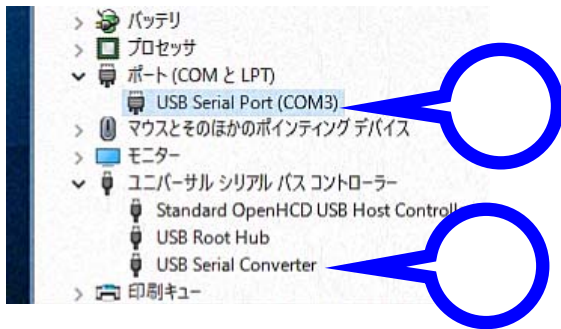 バッテリ
プロセッサ
ポート (COM と LPT)
USB Serial Port (COM3)
マウスとそのほかのポインティング デバイス
モニター
ユニバーサル シリアル バス コントローラー
Standard OpenHCD USB Host Controll
USB Root Hub
USB Serial Converter
印刷キュー